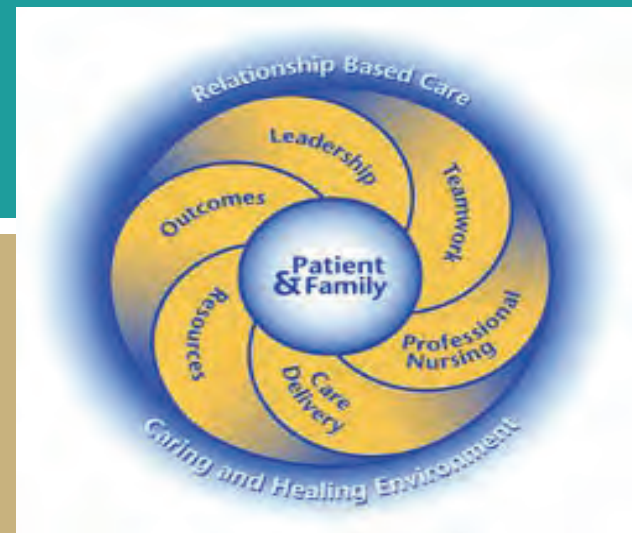 Relationship Based Care
Leadership
Teamwork
Outcomes
Patient
& Family
Professional
Nursing
Resources
Care
Delivery
Caring and Healing Environment